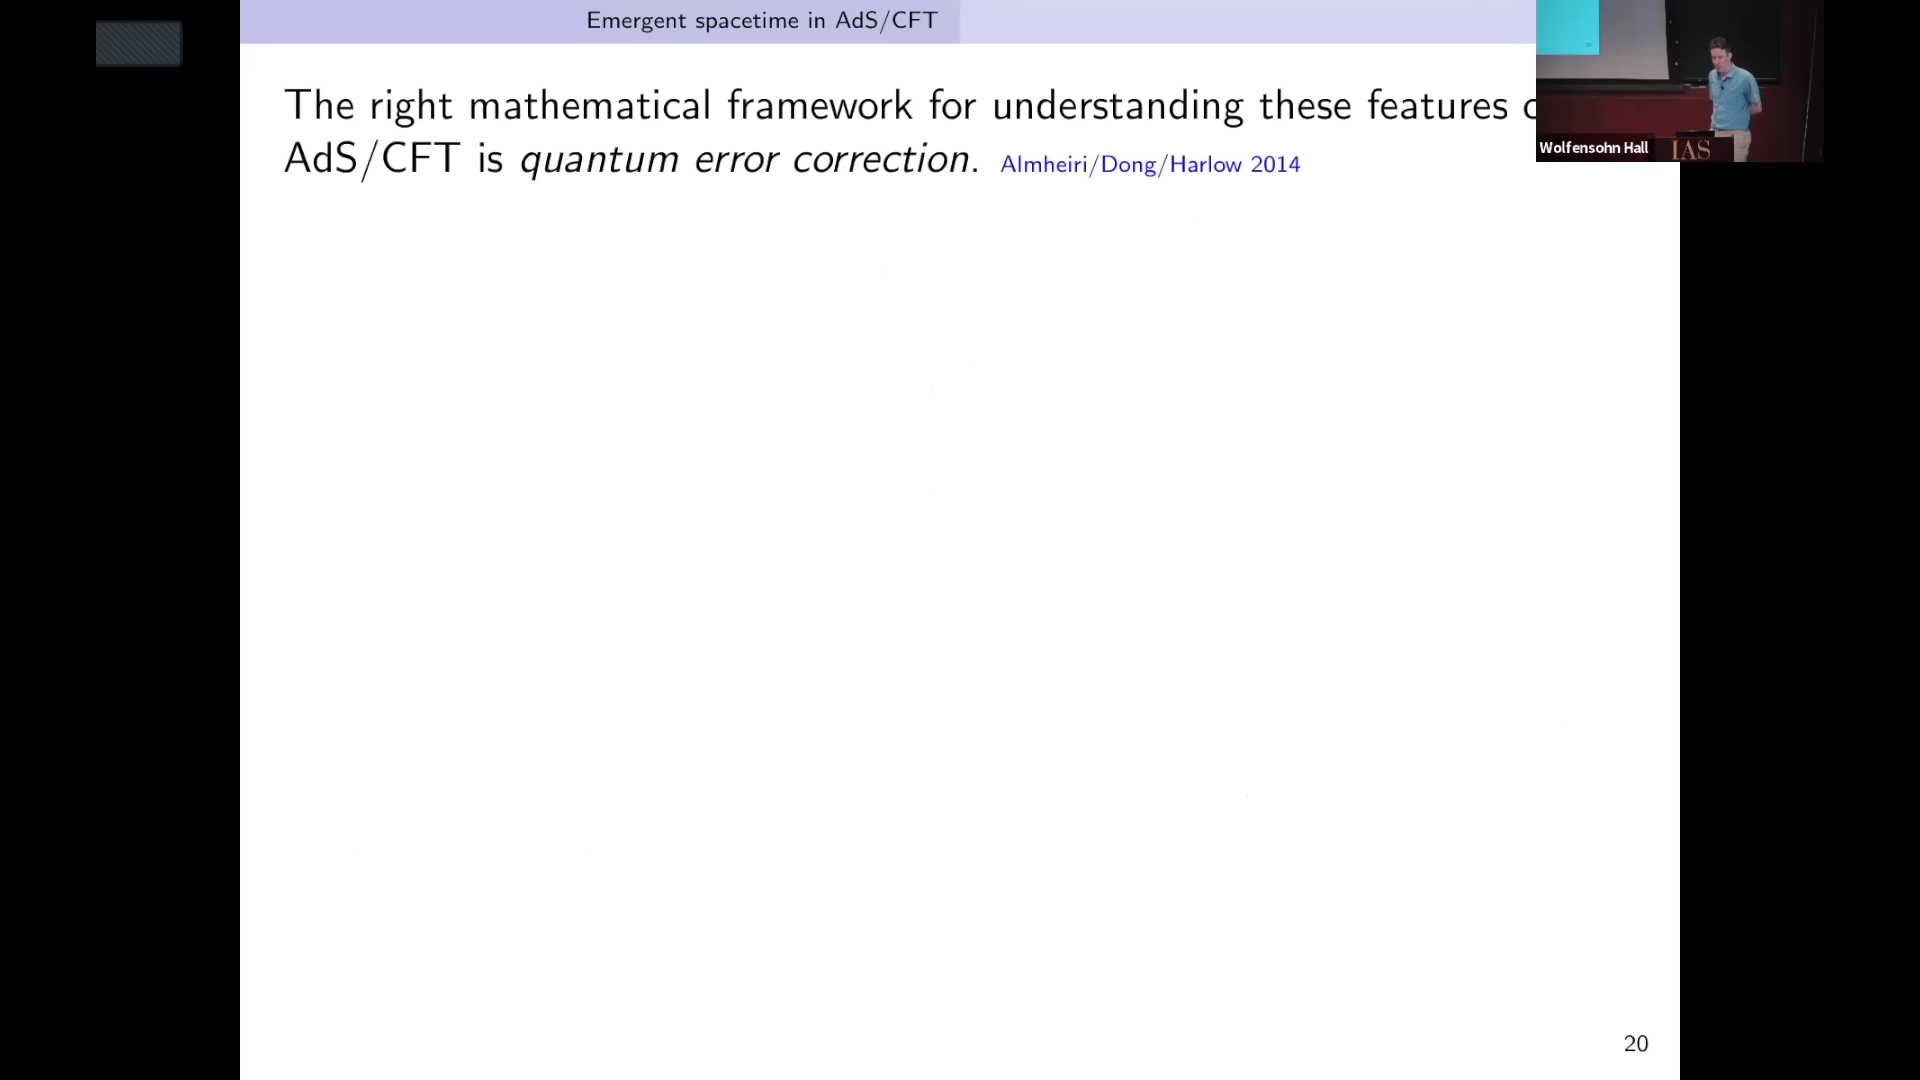 Emergent spacetime in AdS/CFT
The right mathematical framework for understanding these features
AdS/CFT is quantum error correction. Almheiri/Dong/Harlow 2014
Wolfensohn Hall
IAS
20